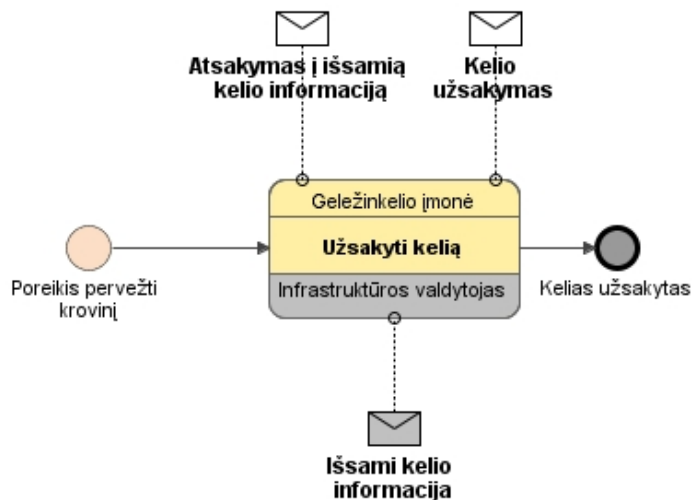 Atsakymas į išsamią
kelio informaciją
Kelio
užsakymas
Geležinkelio įmonė
Užsakyti kelią
Infrastruktūros valdytojas
Poreikis pervežti
krovinį
Kelias užsakytas
Išsami kelio
informacija